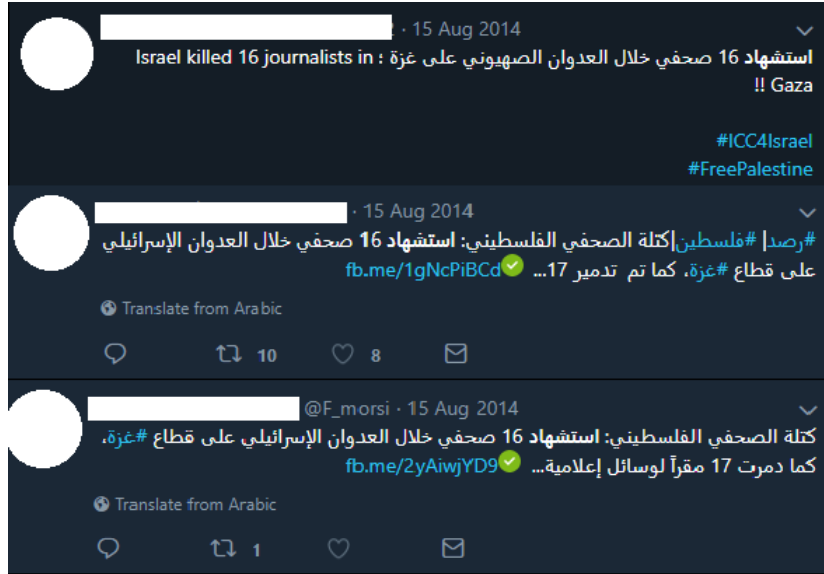 · 15 Aug 2014
استشهاد 16 صحفي خلال العدوان الصهيوني على غزة : Israel killed 16 journalists in
Gaza !!
#ICC4Israel
#FreePalestine
· 15 Aug 2014
#رصد| #فلسطين|كتلة الصحفي الفلسطيني: استشهاد 16 صحفي خلال العدوان الإسرائيلي
على قطاع #غزة، كما تم تدمير 17... fb.me/1gNcPiBCd
Translate from Arabic
10 8
@F_morsi · 15 Aug 2014
كتلة الصحفي الفلسطيني: استشهاد 16 صحفي خلال العدوان الإسرائيلي على قطاع #غزة،
كما دمرت 17 مقراً لوسائل إعلامية... fb.me/2yAiwjYD9
Translate from Arabic
1